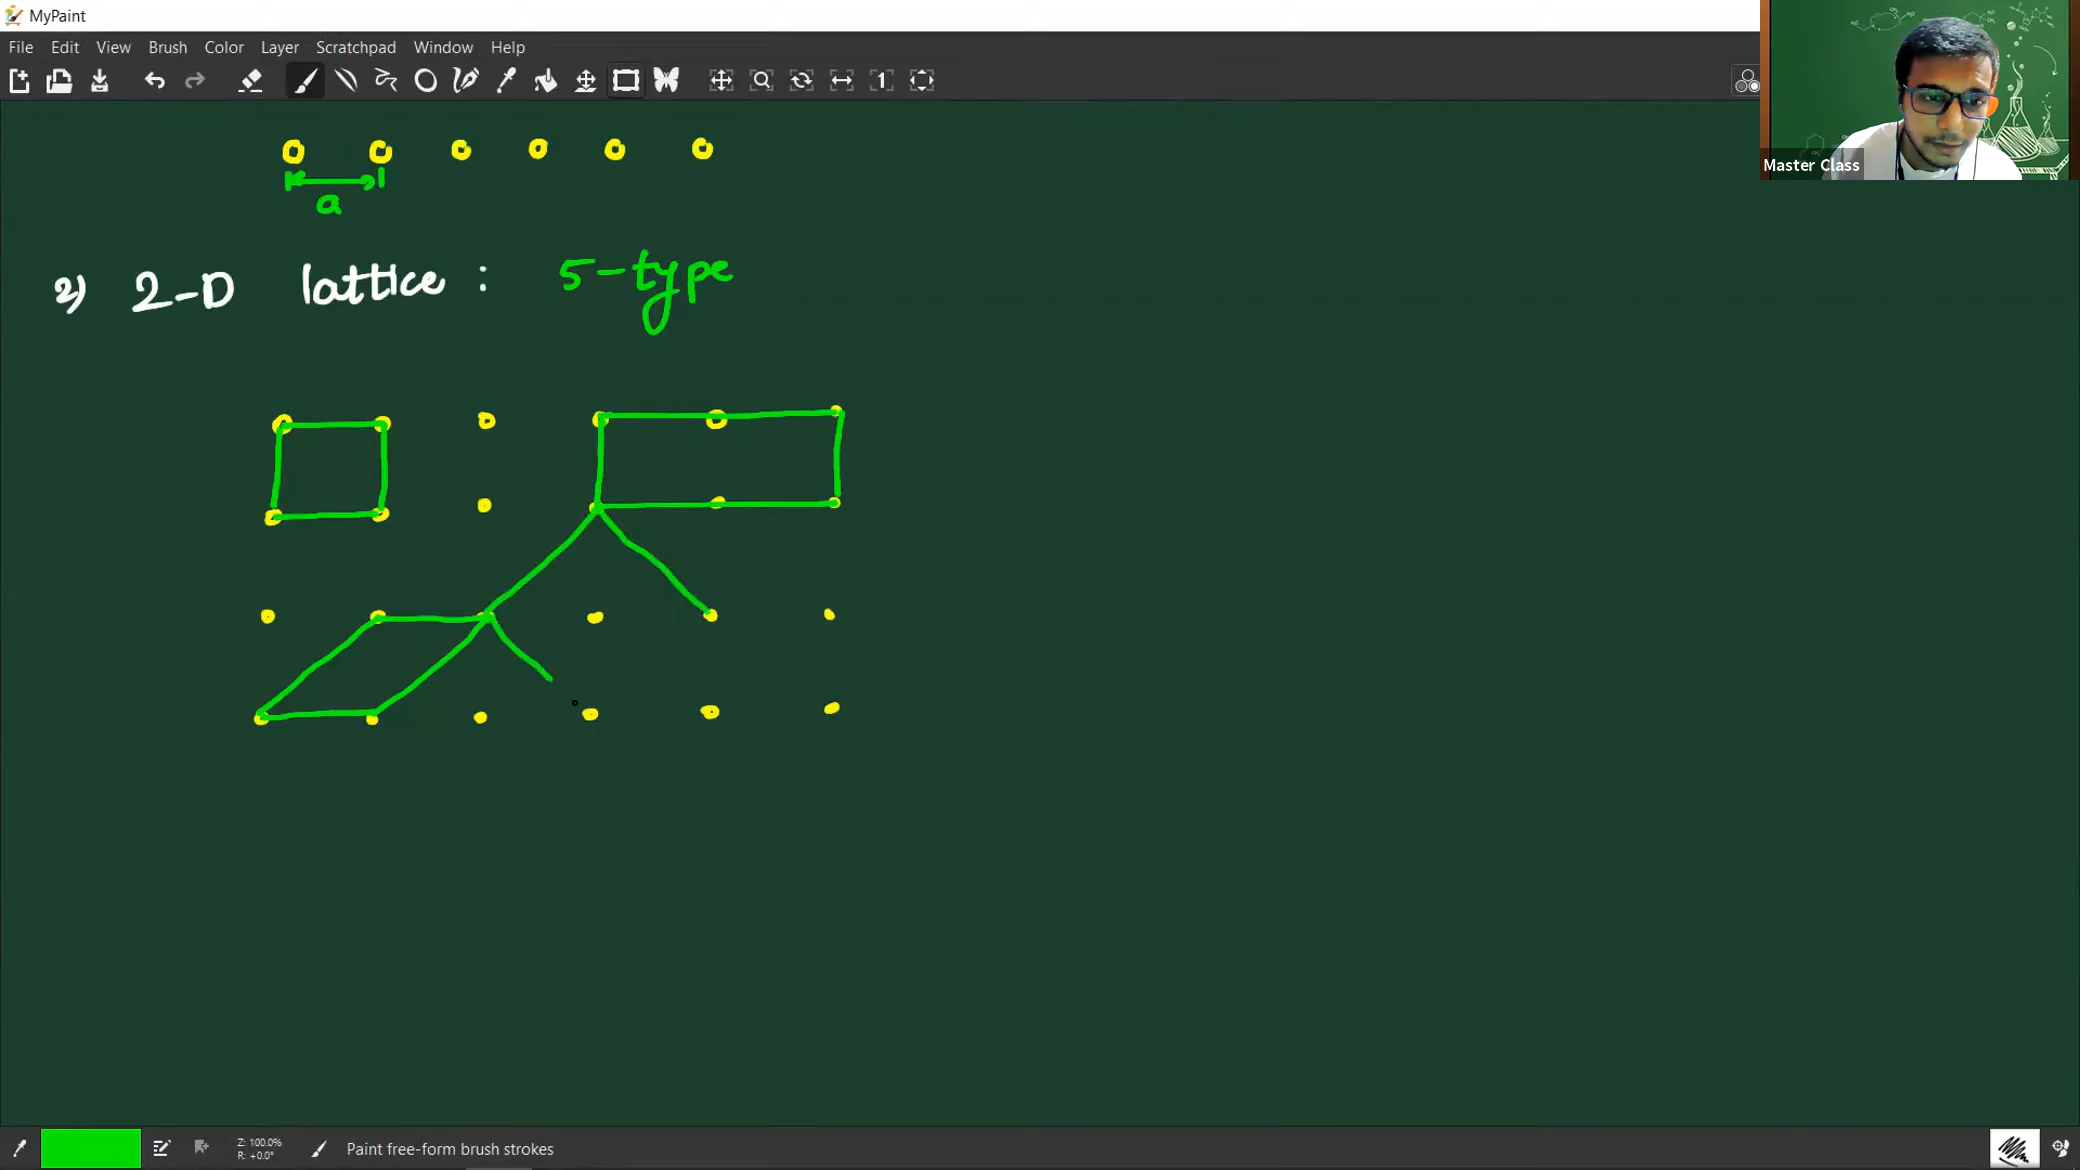 MyPaint
File Edit View Brush Color Layer Scratchpad Window Help
1
Master Class
a
2) 2-D lattice : 5-type
Z: 100.0%
R: +0.0°
Paint free-form brush strokes